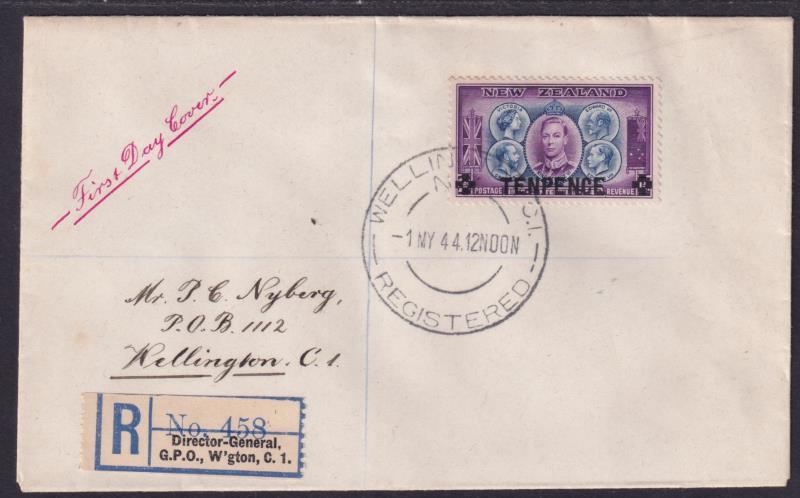 First Day Cover
NEW ZEALAND
VICTORIA
EDWARD VII
TENPENCE
POSTAGE
REVENUE
WELLIN
N
C.1.
-1 MY 44.12NOON
REGISTERED
Mr. P. C. Nyberg,
P.O.B. 1112
Wellington. C. 1.
R
No. 458
Director-General,
G.P.O., W'gton, C. 1.